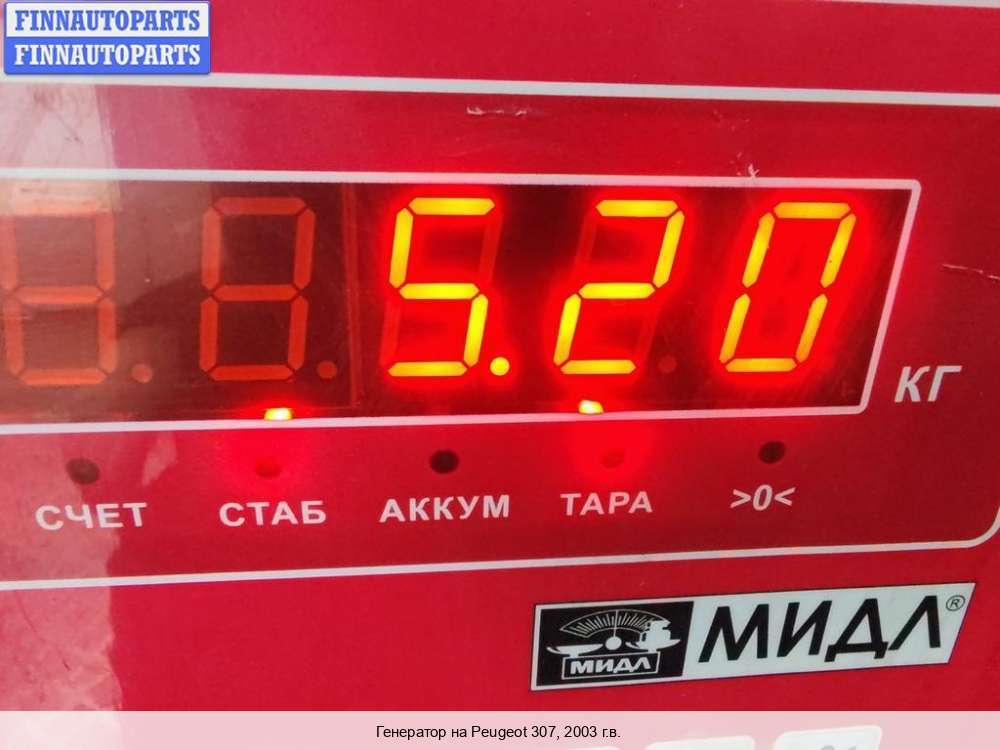 FINNAUTOPARTS
FINNAUTOPARTS
5.20
КГ
СЧЕТ СТАБ АККУМ ТАРА >0<
МИДЛ МИДЛ®
Генератор на Peugeot 307, 2003 г.в.